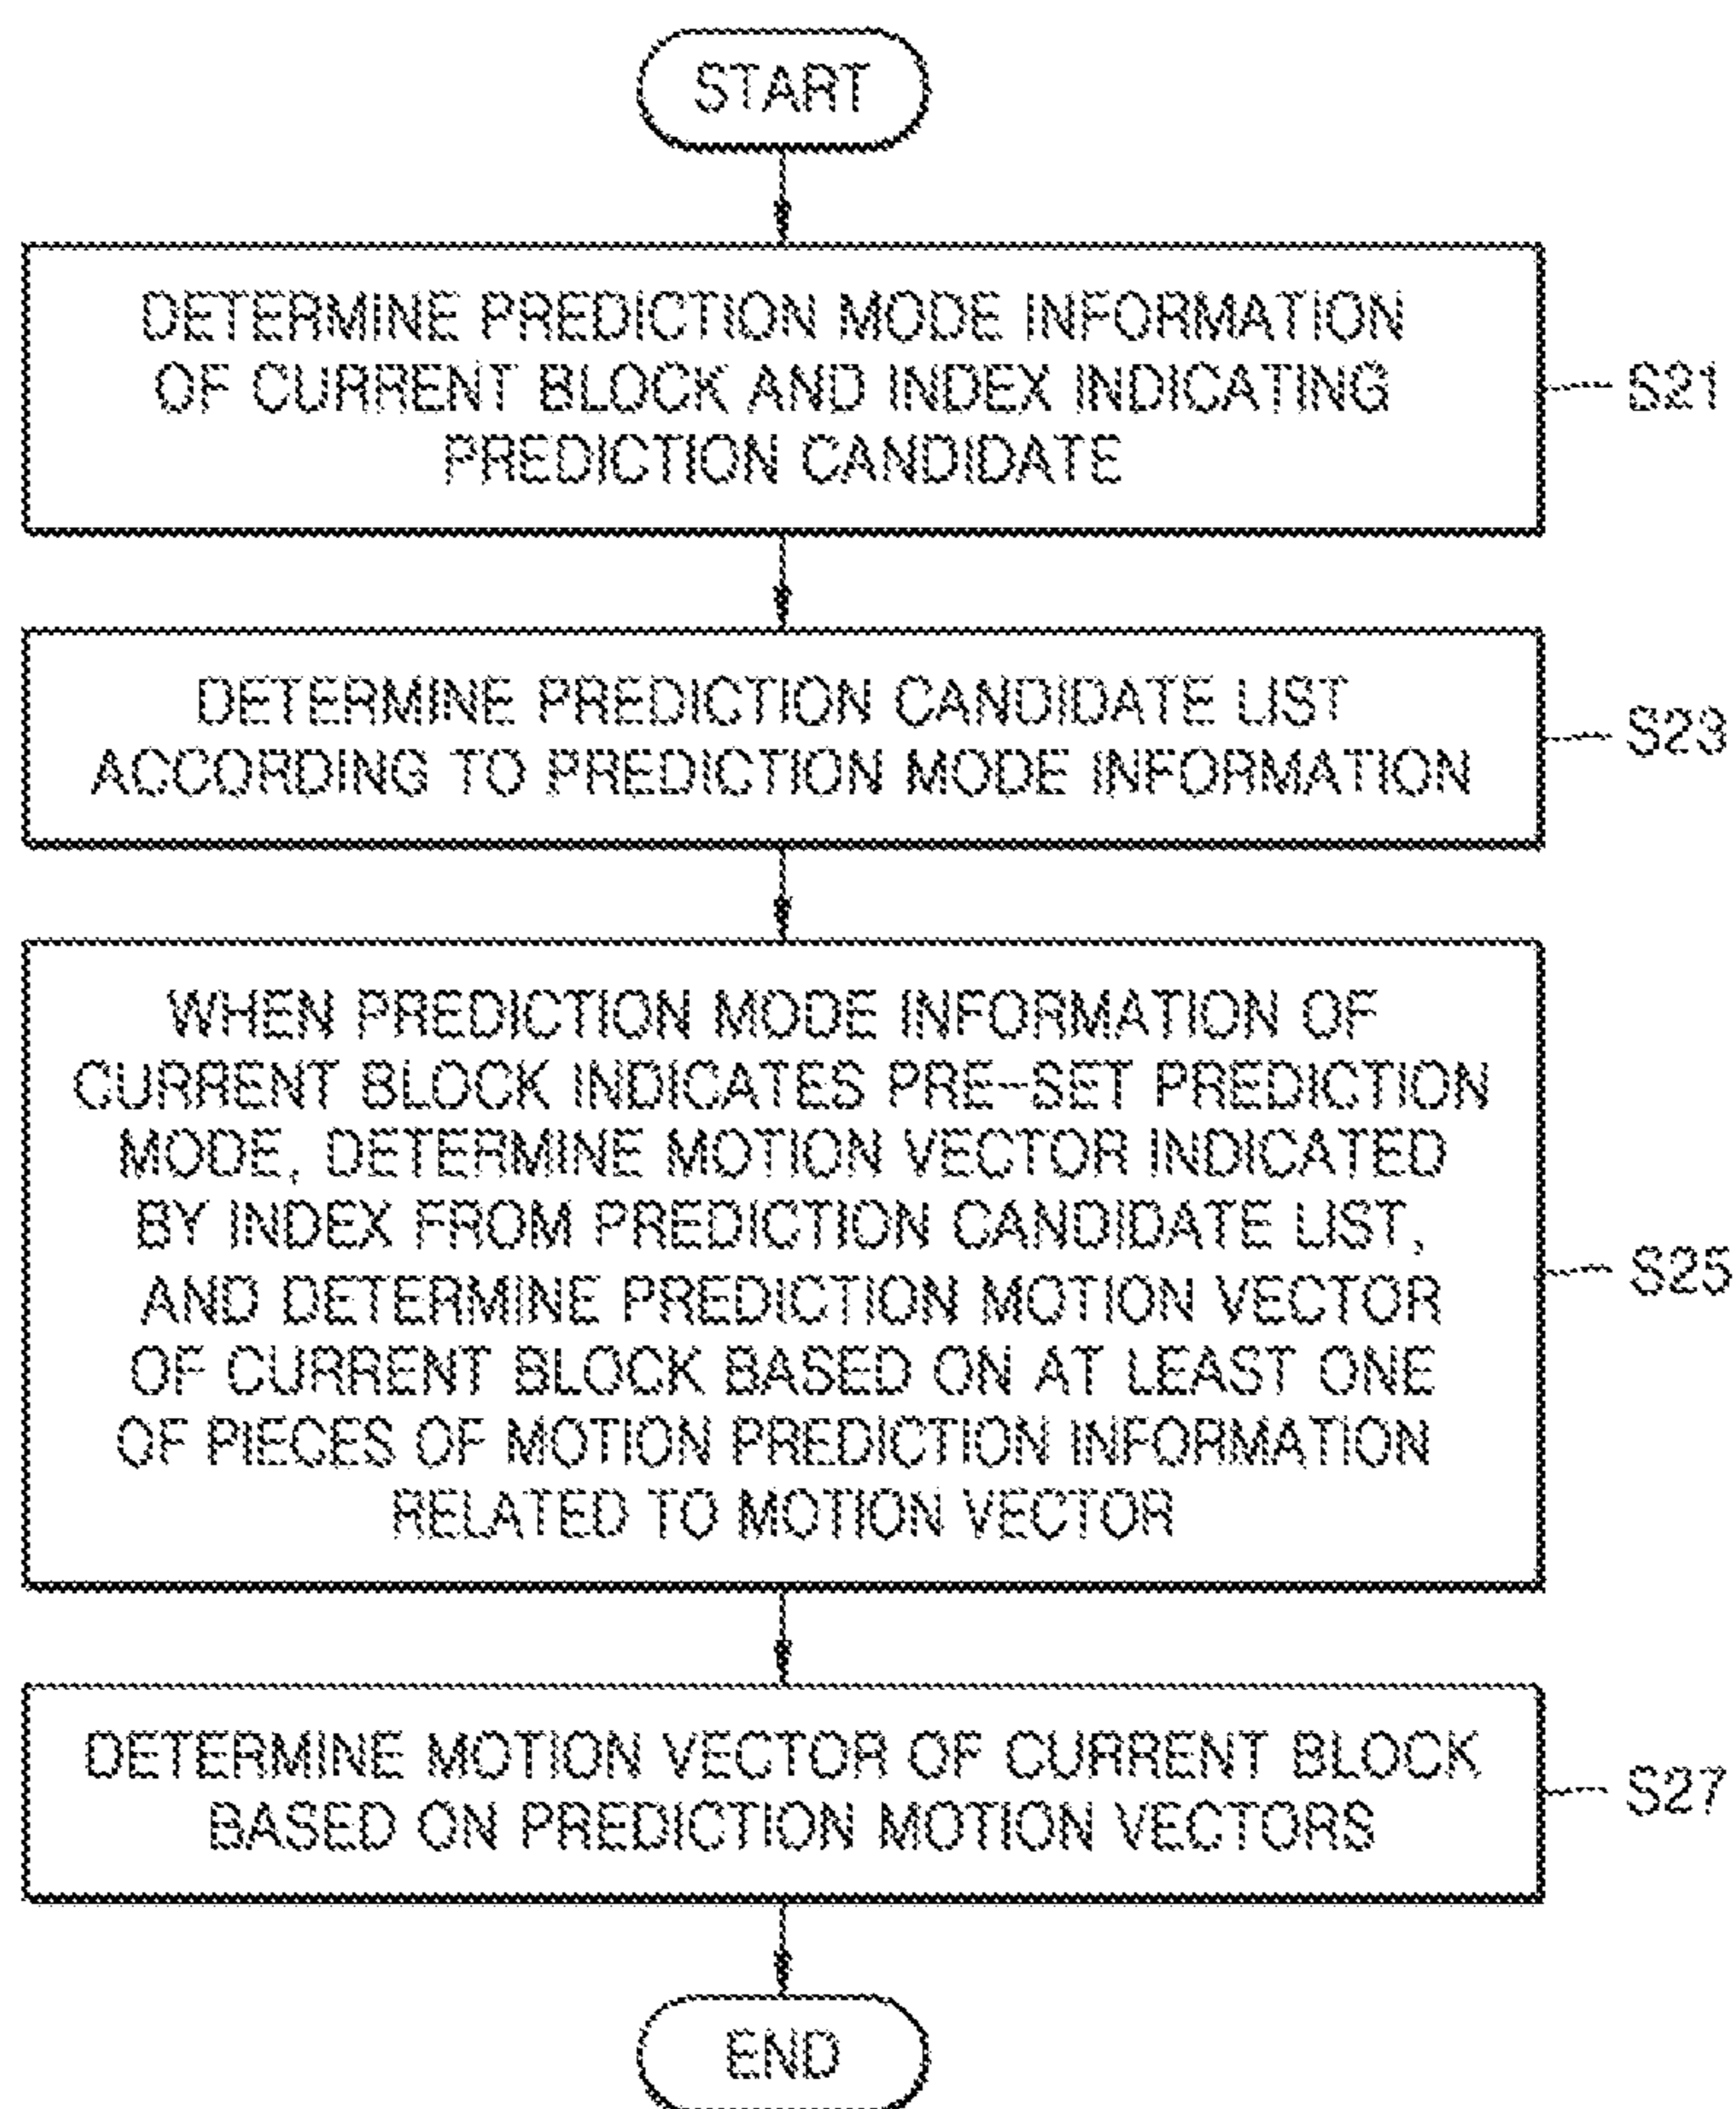 START
DETERMINE PREDICTION MODE INFORMATION
OF CURRENT BLOCK AND INDEX INDICATING
PREDICTION CANDIDATE
S21
DETERMINE PREDICTION CANDIDATE LIST
ACCORDING TO PREDICTION MODE INFORMATION
S23
WHEN PREDICTION MODE INFORMATION OF
CURRENT BLOCK INDICATES PRE-SET PREDICTION
MODE, DETERMINE MOTION VECTOR INDICATED
BY INDEX FROM PREDICTION CANDIDATE LIST,
AND DETERMINE PREDICTION MOTION VECTOR
OF CURRENT BLOCK BASED ON AT LEAST ONE
OF PIECES OF MOTION PREDICTION INFORMATION
RELATED TO MOTION VECTOR
S25
DETERMINE MOTION VECTOR OF CURRENT BLOCK
BASED ON PREDICTION MOTION VECTORS
S27
END